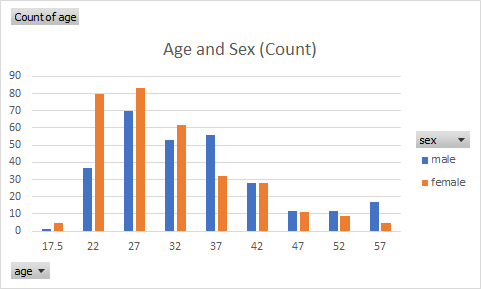 Count of age
Age and Sex (Count)
90
80
70
60
50
40
30
20
10
0
17.5 22 27 32 37 42 47 52 57
sex
male
female
age